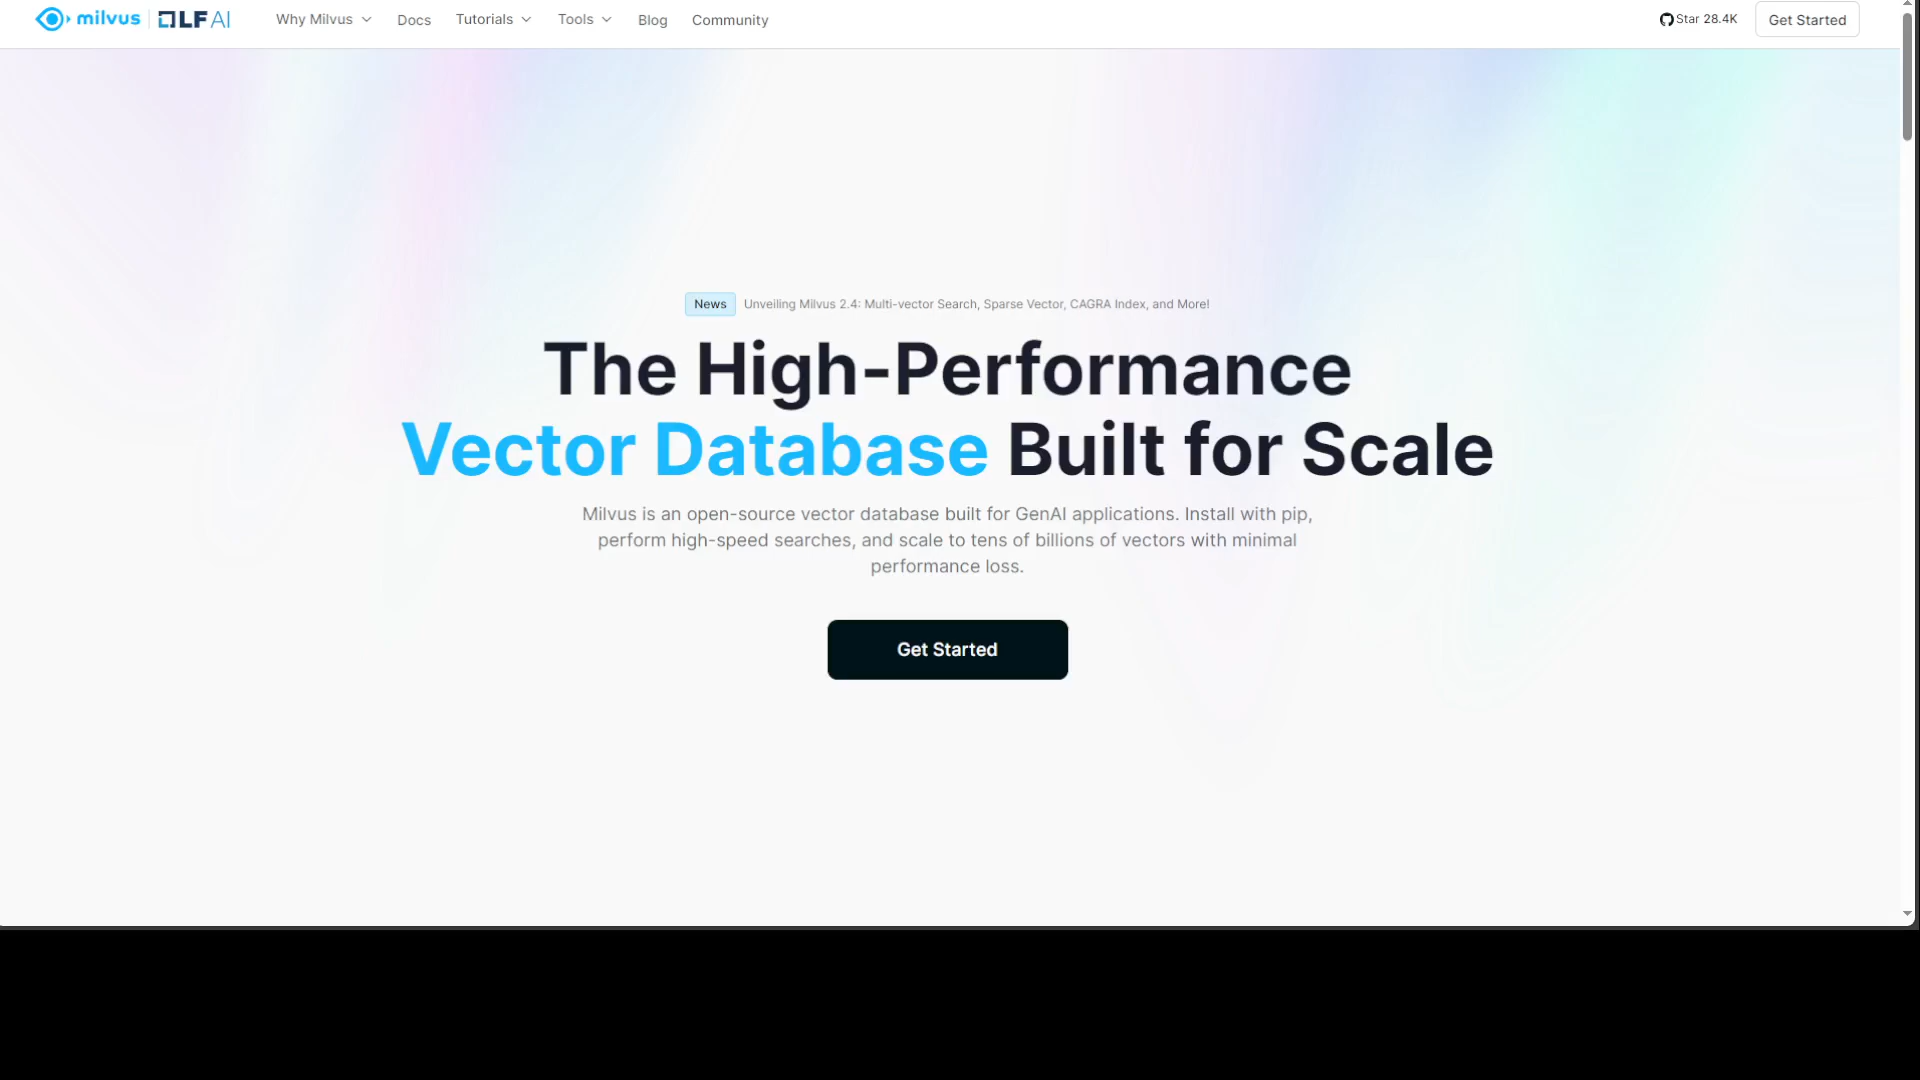 milvus | LF AI Why Milvus Docs Tutorials Tools Blog Community Star 28.4K Get Started
News Unveiling Milvus 2.4: Multi-vector Search, Sparse Vector, CAGRA Index, and More!
The High-Performance
Vector Database Built for Scale
Milvus is an open-source vector database built for GenAI applications. Install with pip,
perform high-speed searches, and scale to tens of billions of vectors with minimal
performance loss.
Get Started